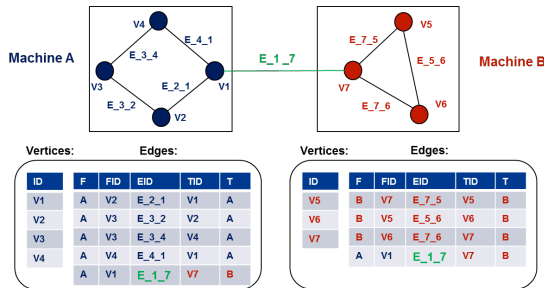 V4
E_3_4
E_4_1
Machine A
V3
V1
E_3_2
E_2_1
V2
E_1_7
V5
E_7_5
E_5_6
Machine B
V7
E_7_6
V6
Vertices: Edges:
ID F FID EID TID T
V1 A V2 E_2_1 V1 A
V2 A V3 E_3_2 V2 A
V3 A V3 E_3_4 V4 A
V4 A V4 E_4_1 V1 A
A V1 E_1_7 V7 B
Vertices: Edges:
ID F FID EID TID T
V5 B V7 E_7_5 V5 B
V6 B V5 E_5_6 V6 B
V7 B V6 E_7_6 V7 B
A V1 E_1_7 V7 B